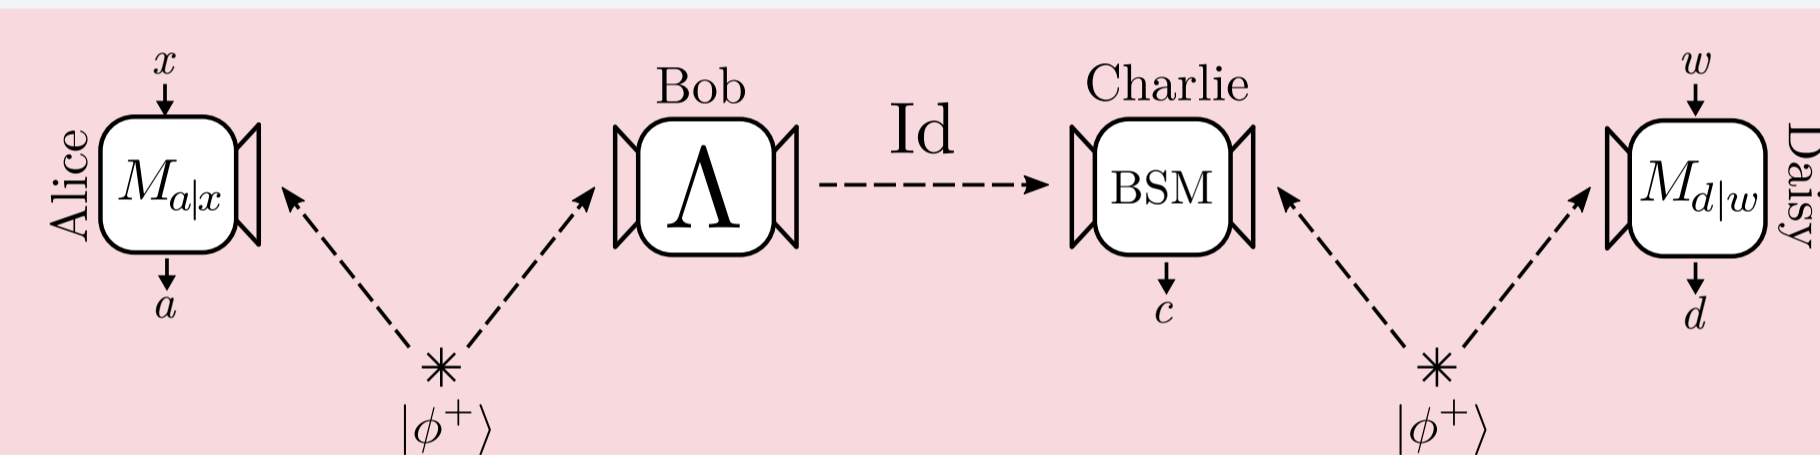 x
Alice
M_{a|x}
a
|ϕ⁺⟩
Bob
Λ
Id
Charlie
BSM
c
|ϕ⁺⟩
w
M_{d|w}
d
Daisy